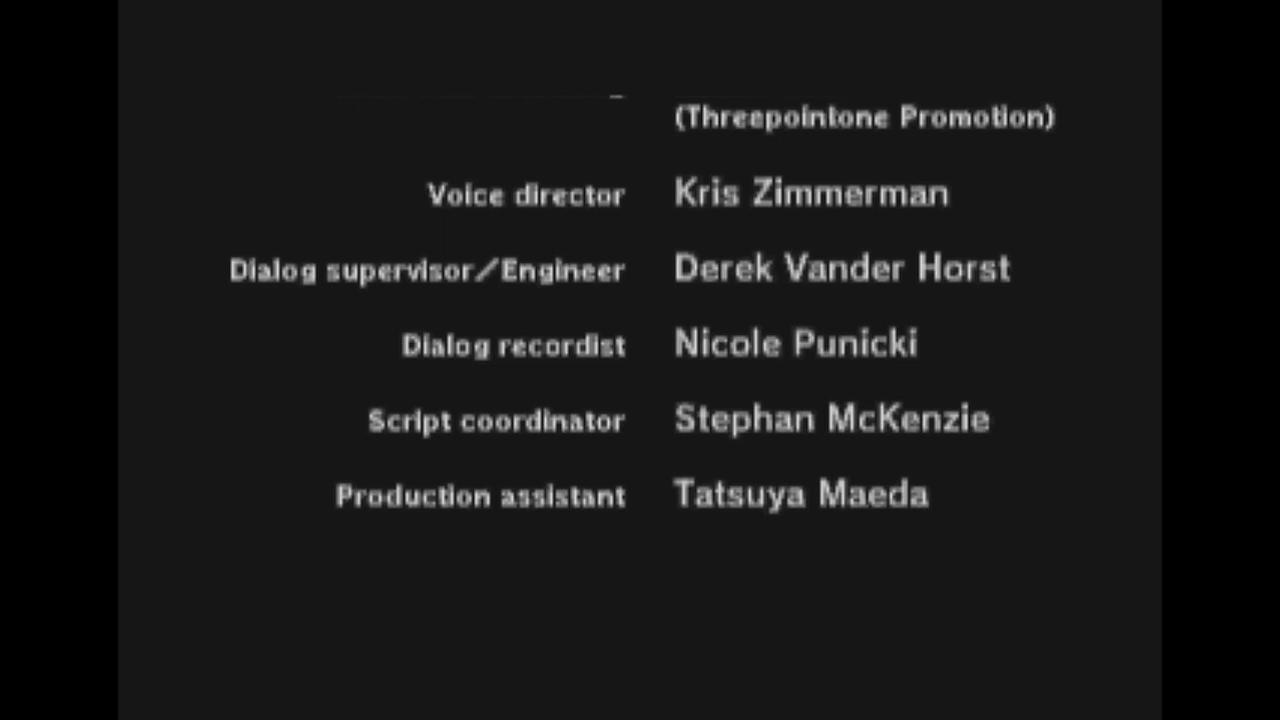 (Threepointone Promotion)
Voice director Kris Zimmerman
Dialog supervisor／Engineer Derek Vander Horst
Dialog recordist Nicole Punicki
Script coordinator Stephan McKenzie
Production assistant Tatsuya Maeda